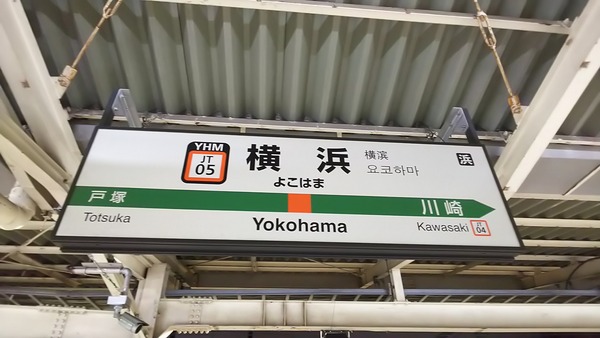 YHM
JT
05
横浜
よこはま
横滨
요코하마
浜
戸塚
川崎
Totsuka
Yokohama
Kawasaki
JT
04